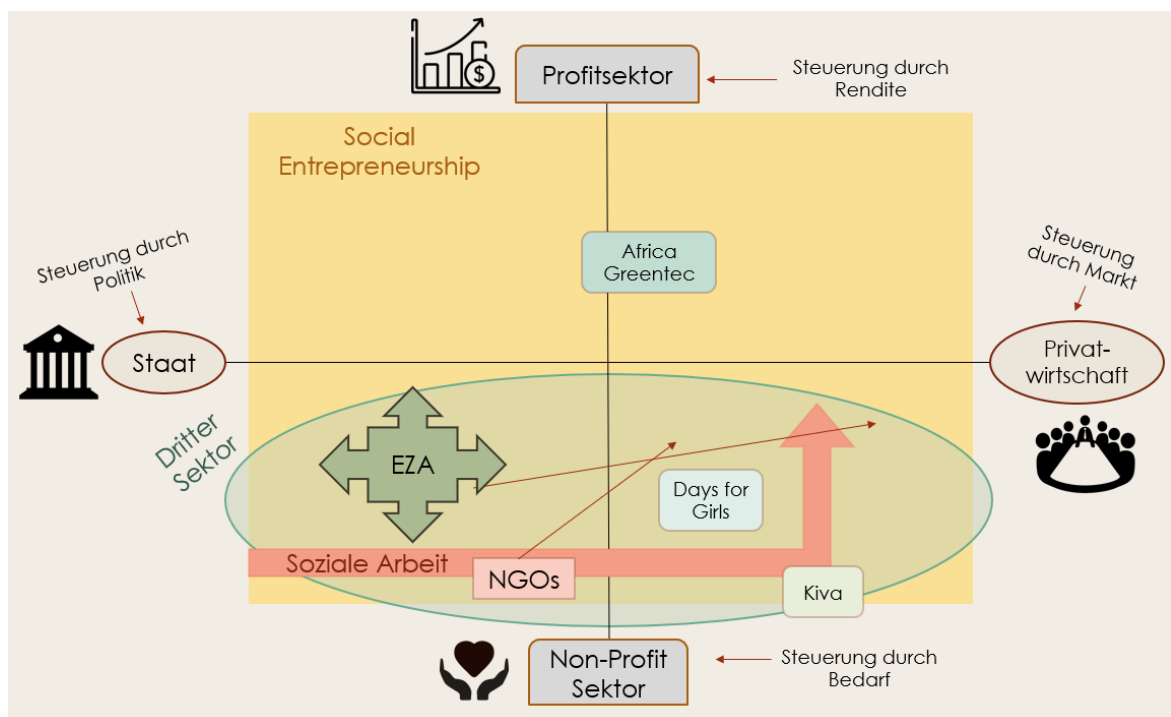 Profitsektor
Steuerung durch
Rendite
Social
Entrepreneurship
Steuerung durch
Politik
Africa
Greentec
Steuerung
durch Markt
Staat
Privat-
wirtschaft
Dritter
Sektor
EZA
Days for
Girls
Soziale Arbeit
NGOs
Kiva
Non-Profit
Sektor
Steuerung durch
Bedarf
$